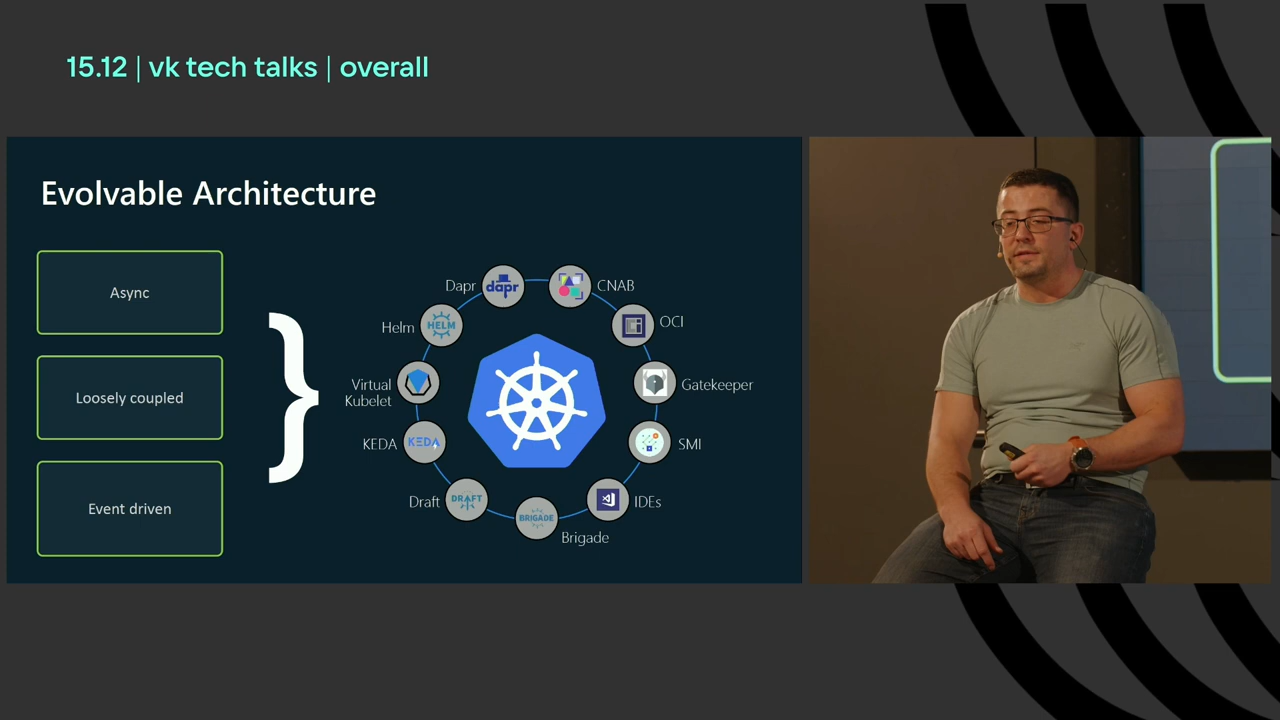 15.12 | vk tech talks | overall
Evolvable Architecture
Async
Loosely coupled
Event driven
}
Dapr
dapr
CNAB
Helm
HELM
OCI
Virtual
Kubelet
Gatekeeper
KEDA
KEDA
SMI
Draft
DRAFT
IDEs
BRIGADE
Brigade